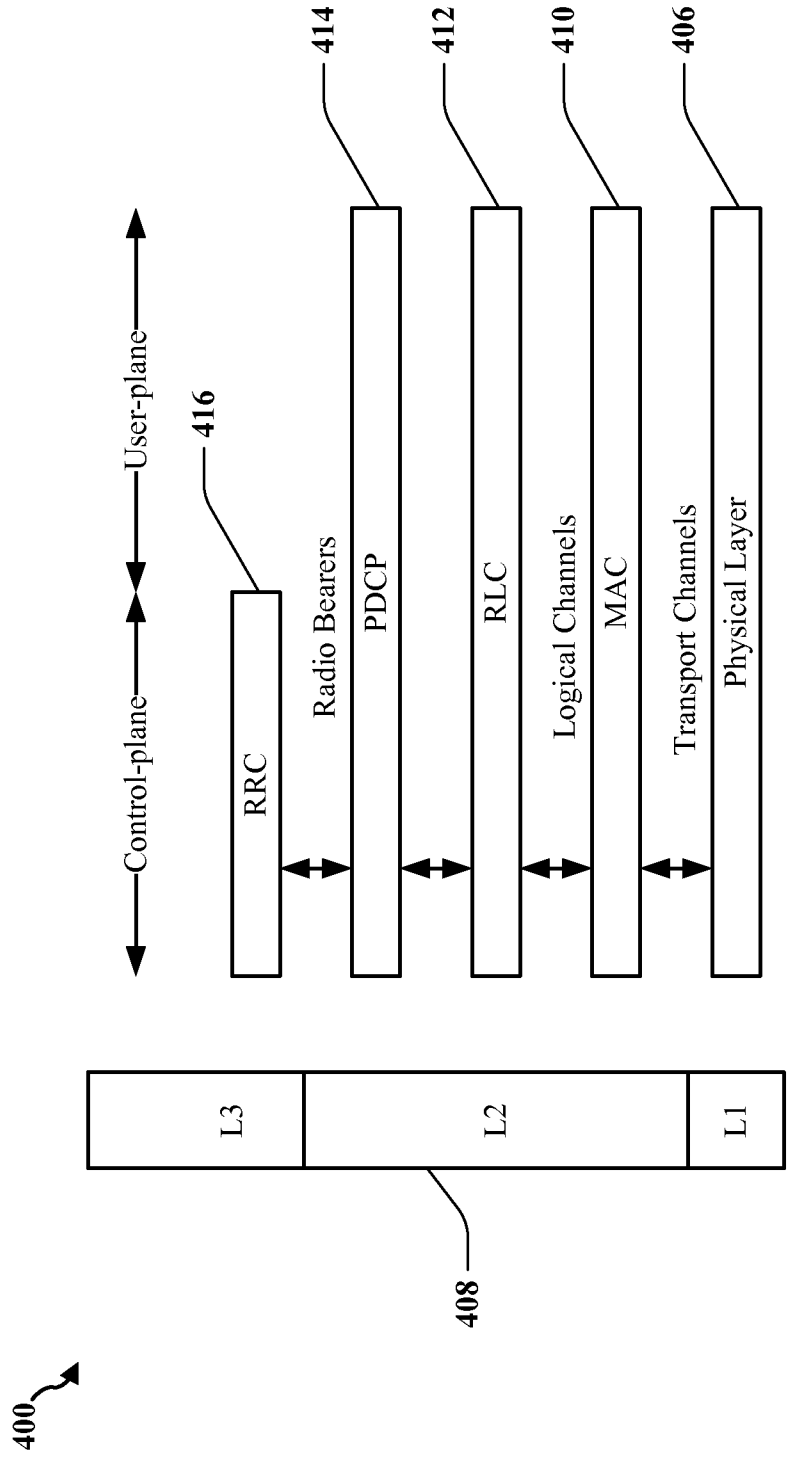 400
Control-plane
User-plane
416
L3
RRC
Radio Bearers
414
PDCP
412
408
L2
RLC
Logical Channels
410
MAC
Transport Channels
406
L1
Physical Layer